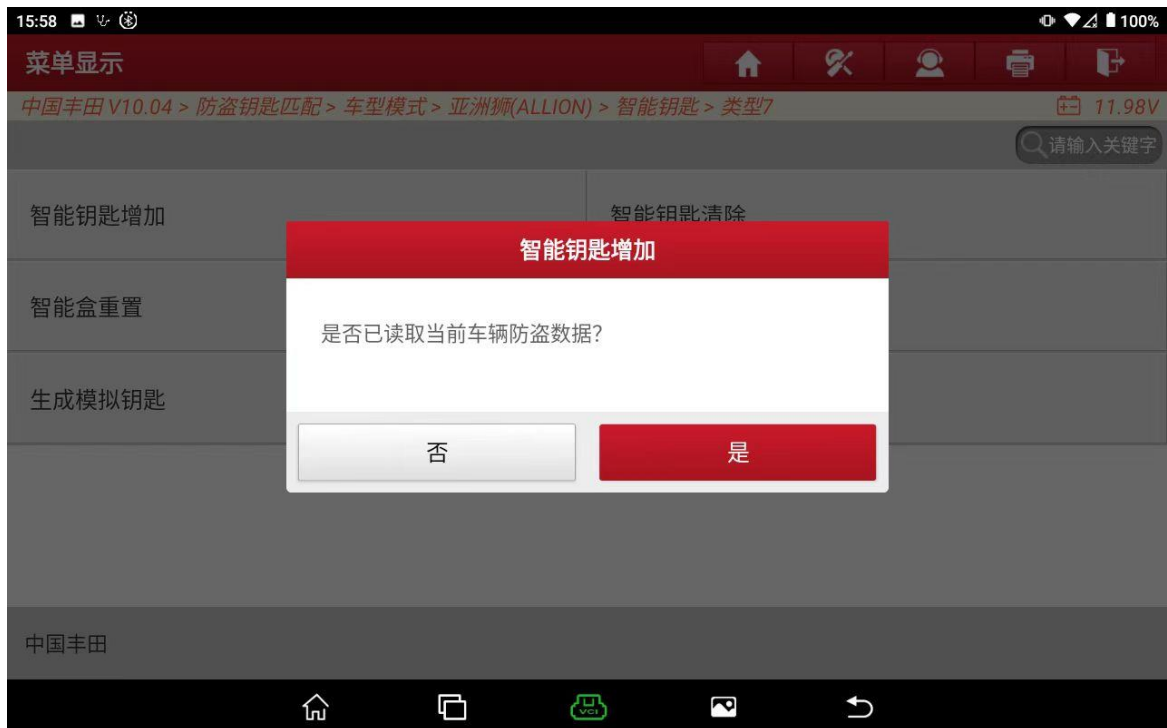 15:58
100%
菜单显示
中国丰田 V10.04 > 防盗钥匙匹配 > 车型模式 > 亚洲狮(ALLION) > 智能钥匙 > 类型7
11.98V
请输入关键字
智能钥匙增加
智能钥匙清除
智能钥匙增加
智能盒重置
是否已读取当前车辆防盗数据?
生成模拟钥匙
否
是
中国丰田
VCI